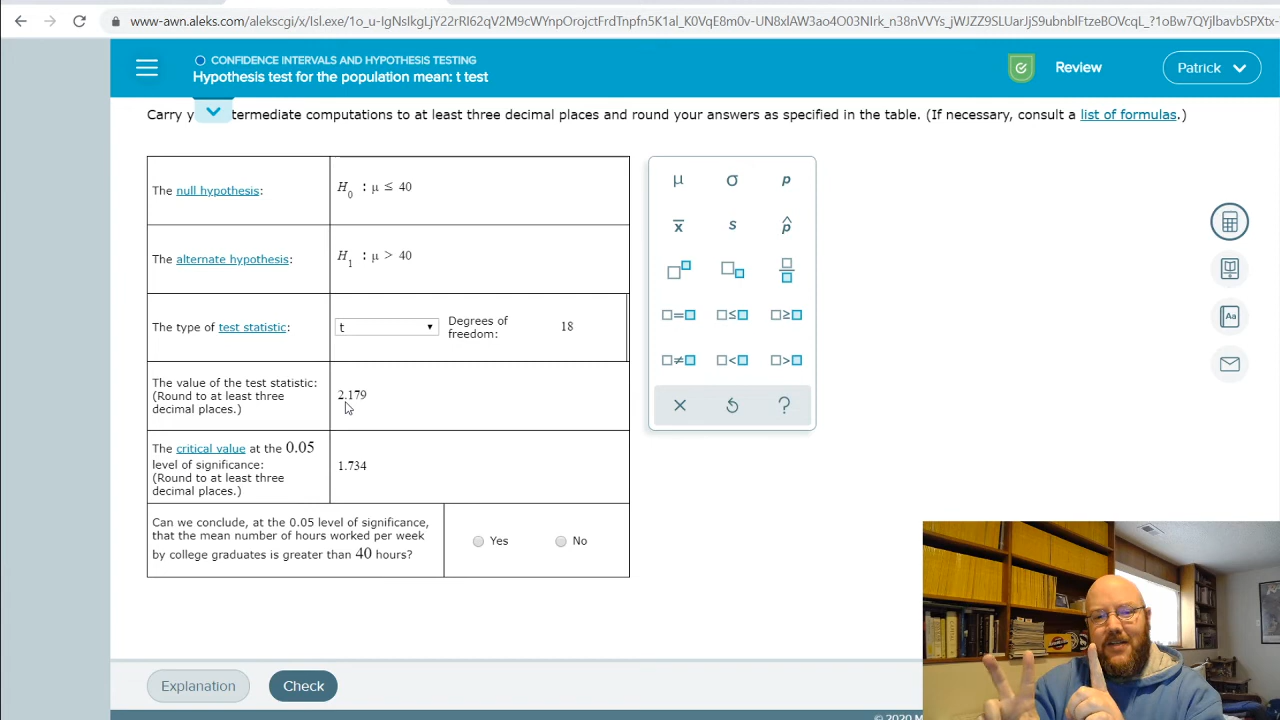 www-awn.aleks.com/alekscgi/x/Isl.exe/1o_u-IgNsIkgLjY22rRI62qV2M9cWYnpOrojctFrdTnpfn5K1al_K0VqE8m0v-UN8xlAW3ao4O03NIrk_n38nVVYs_jWJZZ9SLUarJjS9ubnblFtzeBOVcqL_?1oBw7QYjlbavbSPXtx-
CONFIDENCE INTERVALS AND HYPOTHESIS TESTING
Hypothesis test for the population mean: t test
Review
Patrick
Carry y termediate computations to at least three decimal places and round your answers as specified in the table. (If necessary, consult a list of formulas.)
The null hypothesis:
H0 : μ ≤ 40
The alternate hypothesis:
H1 : μ > 40
The type of test statistic:
t
Degrees of
freedom:
18
The value of the test statistic:
(Round to at least three
decimal places.)
2.179
The critical value at the 0.05
level of significance:
(Round to at least three
decimal places.)
1.734
Can we conclude, at the 0.05 level of significance,
that the mean number of hours worked per week
by college graduates is greater than 40 hours?
Yes
No
μ σ p
x̄ s p̂
□=□ □≤□ □≥□
□≠□ □<□ □>□
?
Aa
Explanation
Check
© 2020 M